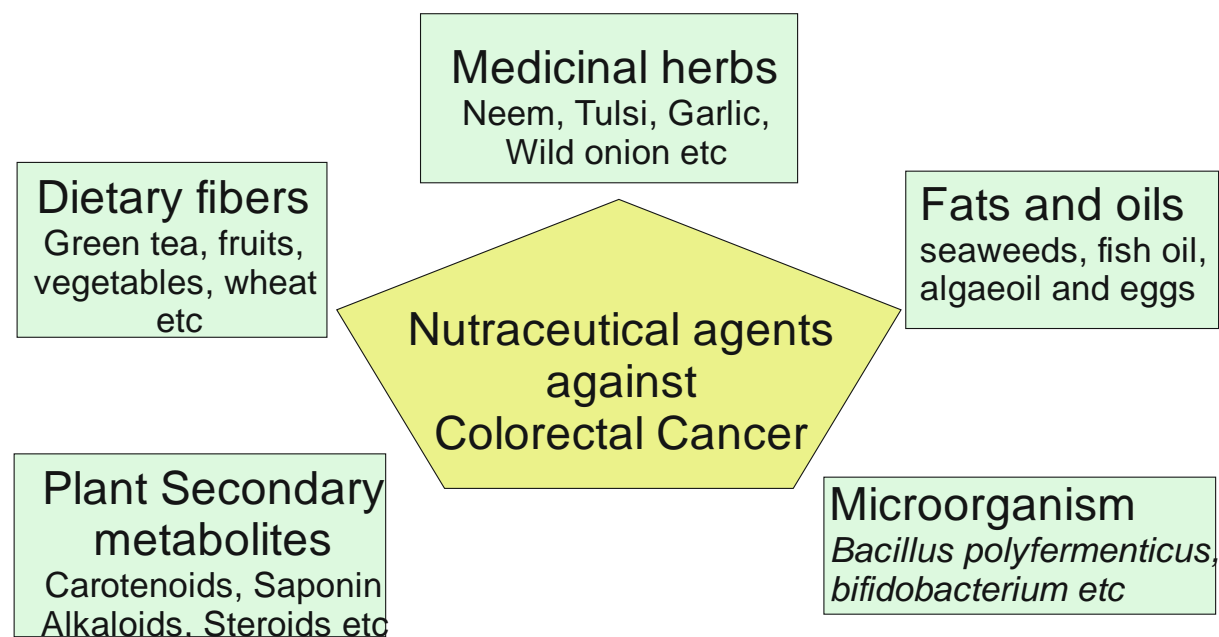 Medicinal herbs
Neem, Tulsi, Garlic,
Wild onion etc
Dietary fibers
Green tea, fruits,
vegetables, wheat
etc
Fats and oils
seaweeds, fish oil,
algaeoil and eggs
Nutraceutical agents
against
Colorectal Cancer
Plant Secondary
metabolites
Carotenoids, Saponin
Alkaloids, Steroids etc
Microorganism
Bacillus polyfermenticus,
bifidobacterium etc